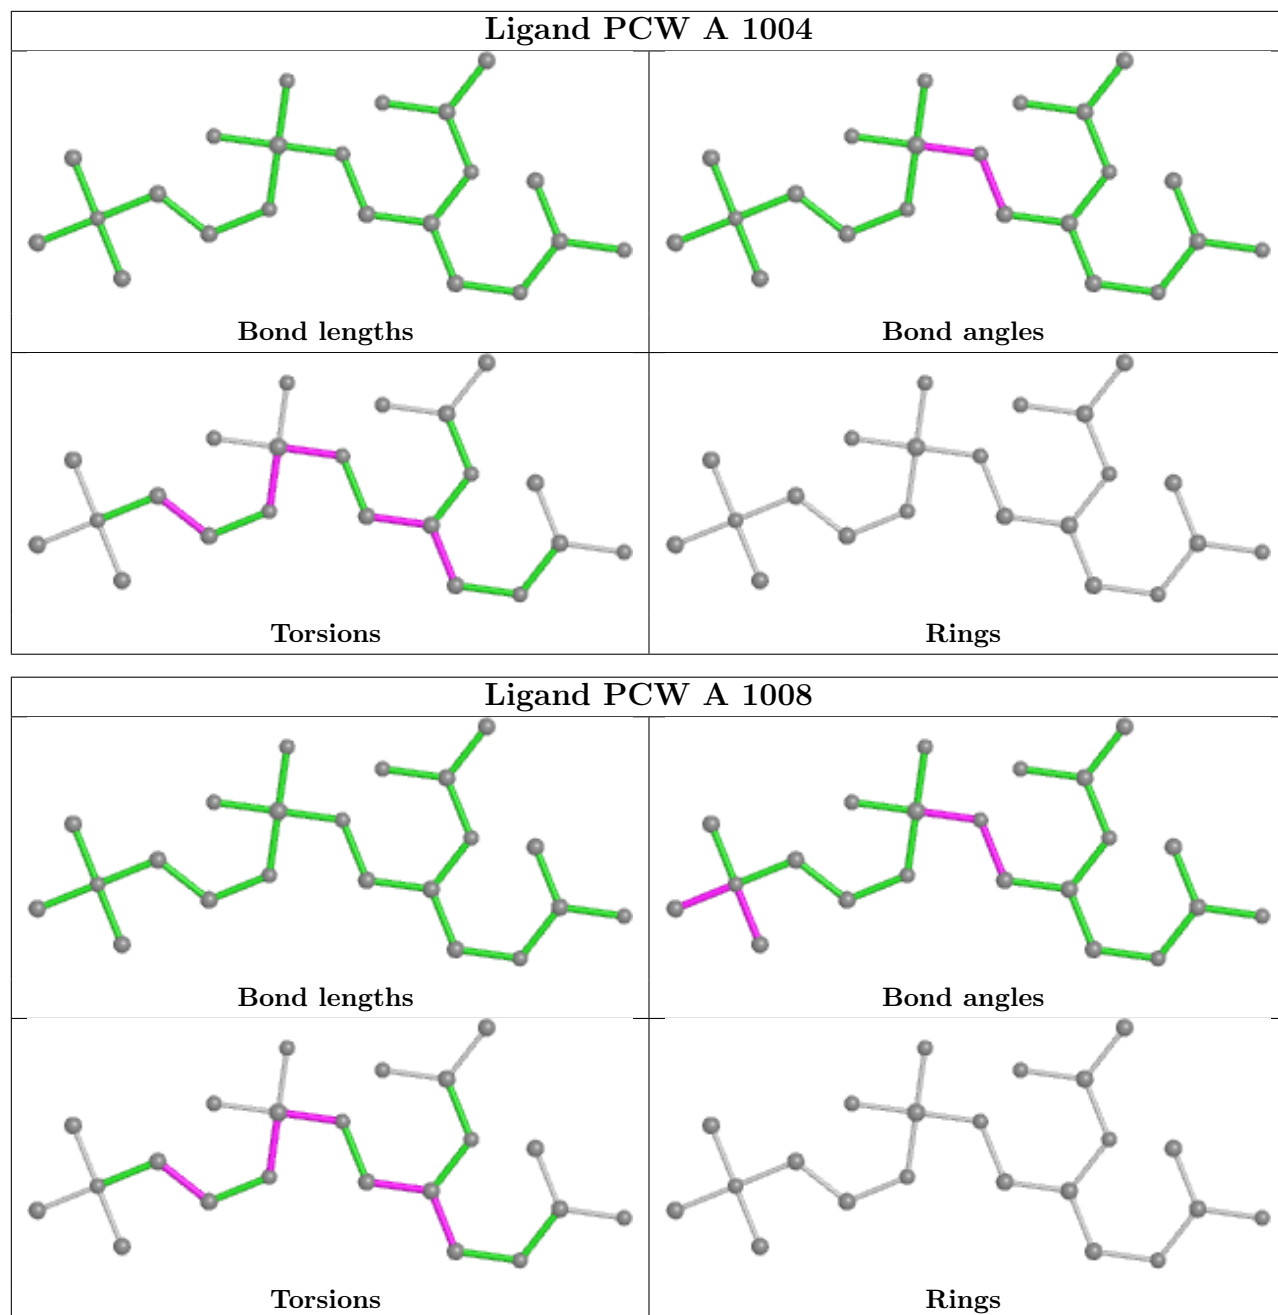 Ligand PCW A 1004
Bond lengths
Bond angles
Torsions
Rings
Ligand PCW A 1008
Bond lengths
Bond angles
Torsions
Rings